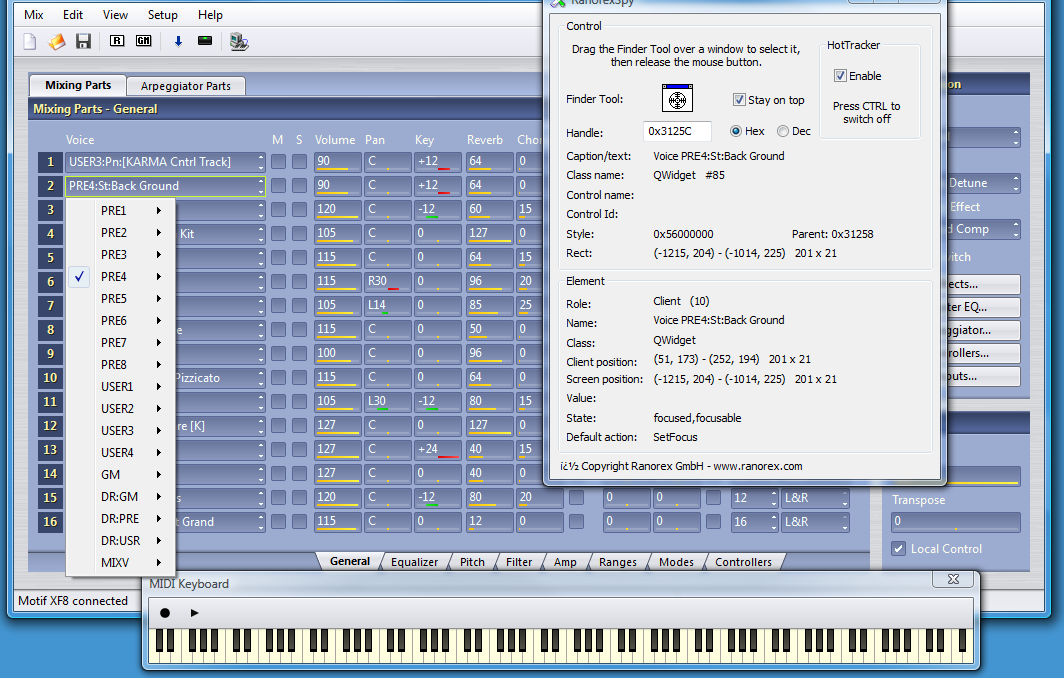 Mix Edit View Setup Help
R GM
Mixing Parts Arpeggiator Parts
Mixing Parts - General
Voice M S Volume Pan Key Reverb Chor
1 USER3:Pn:[KARMA Cntrl Track] 90 C +12 64 0
2 PRE4:St:Back Ground 90 C +12 64 0
3 120 C -12 60 15
4 Kit 105 C 0 127 0
5 115 C 0 64 15
6 115 R30 0 96 20
7 105 L14 0 85 25
8 e 115 C 0 50 0
9 100 C 0 96 0
10 Pizzicato 115 C 0 64 0
11 105 L30 -12 80 15
12 re [K] 127 C 0 127 0
13 127 C +24 40 15
14 127 C 0 40 0
15 s 120 C -12 80 20 0 0 12 L&R
16 t Grand 115 C 0 12 0 0 0 16 L&R
PRE1
PRE2
PRE3
PRE4
PRE5
PRE6
PRE7
PRE8
USER1
USER2
USER3
USER4
GM
DR:GM
DR:PRE
DR:USR
MIXV
General Equalizer Pitch Filter Amp Ranges Modes Controllers
RanorexSpy
Control
Drag the Finder Tool over a window to select it,
then release the mouse button.
HotTracker
Enable
Press CTRL to
switch off
Finder Tool: Stay on top
Handle: 0x3125C Hex Dec
Caption/text: Voice PRE4:St:Back Ground
Class name: QWidget #85
Control name:
Control Id:
Style: 0x56000000 Parent: 0x31258
Rect: (-1215, 204) - (-1014, 225) 201 x 21
Element
Role: Client (10)
Name: Voice PRE4:St:Back Ground
Class: QWidget
Client position: (51, 173) - (252, 194) 201 x 21
Screen position: (-1215, 204) - (-1014, 225) 201 x 21
Value:
State: focused,focusable
Default action: SetFocus
ï¿½ Copyright Ranorex GmbH - www.ranorex.com
on
Detune
Effect
d Comp
itch
ects...
ter EQ...
ggiator...
rollers...
puts...
Transpose
0
Local Control
Motif XF8 connected
MIDI Keyboard